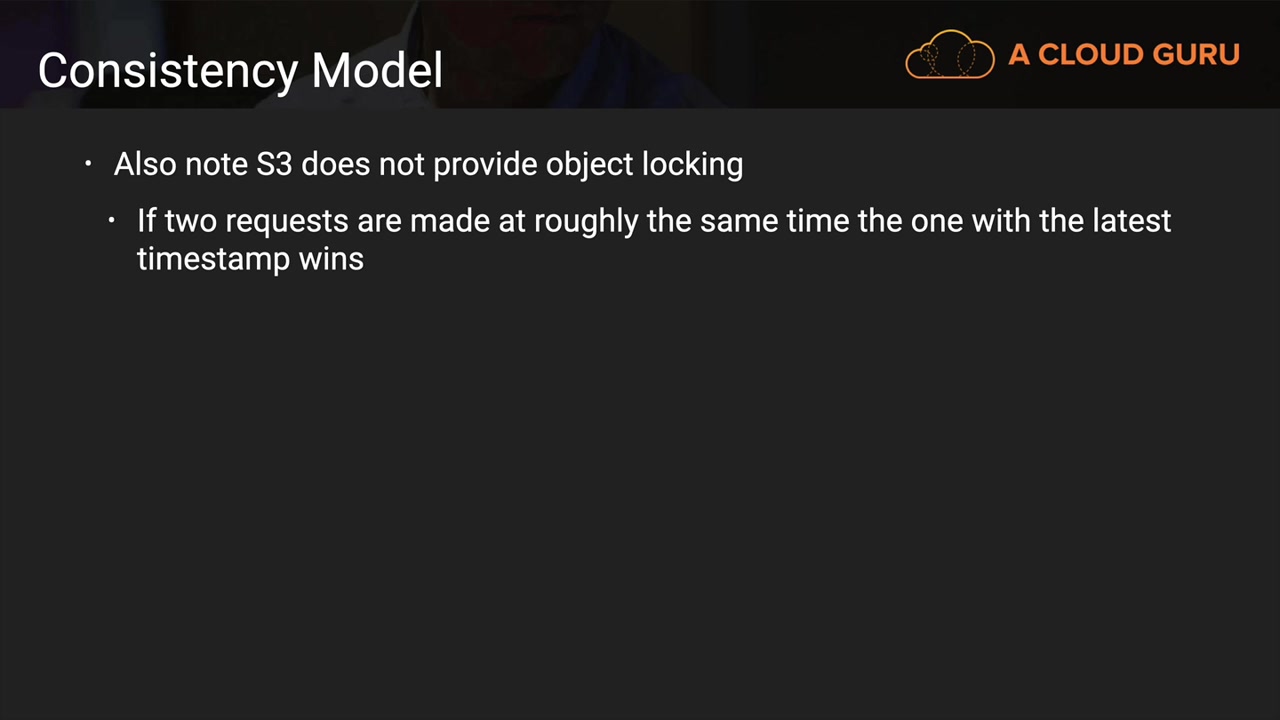 Consistency Model
A CLOUD GURU
• Also note S3 does not provide object locking
• If two requests are made at roughly the same time the one with the latest
timestamp wins